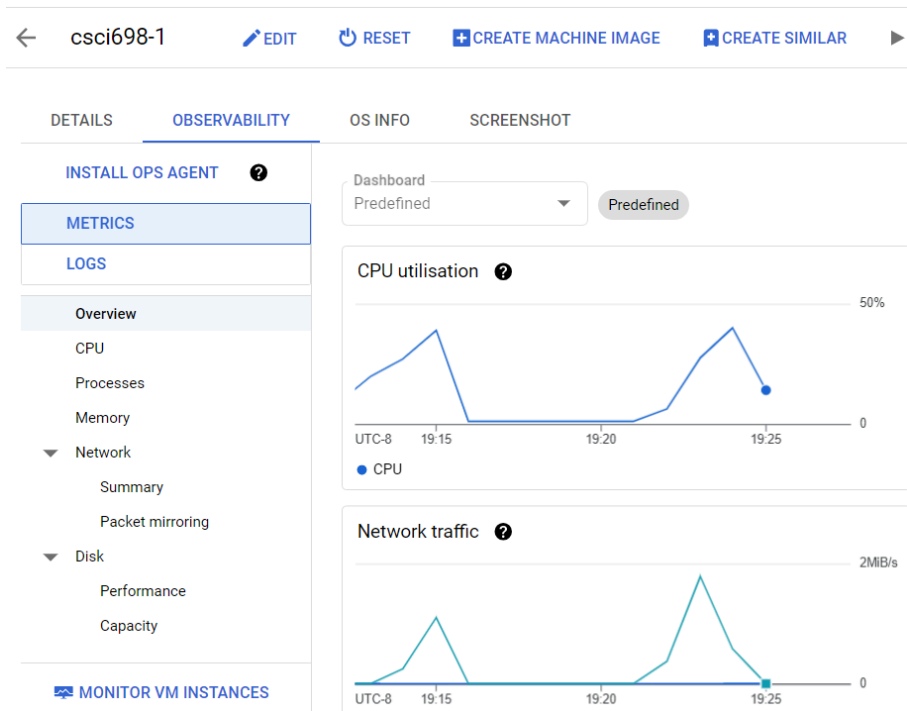 csci698-1 EDIT RESET CREATE MACHINE IMAGE CREATE SIMILAR
DETAILS OBSERVABILITY OS INFO SCREENSHOT
INSTALL OPS AGENT ?
METRICS
LOGS
Overview
CPU
Processes
Memory
Network
Summary
Packet mirroring
Disk
Performance
Capacity
MONITOR VM INSTANCES
Dashboard
Predefined Predefined
CPU utilisation ?
50%
0
UTC-8 19:15 19:20 19:25
CPU
Network traffic ?
2MiB/s
0
UTC-8 19:15 19:20 19:25